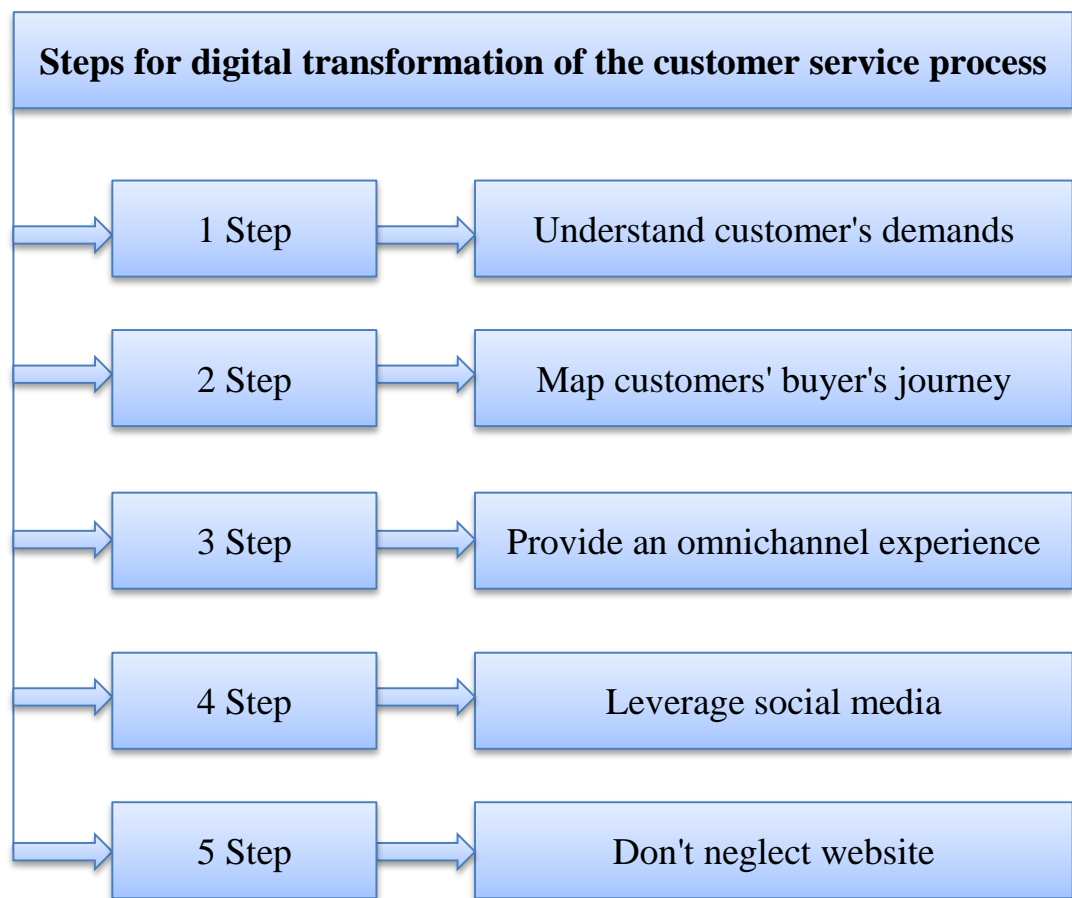 Steps for digital transformation of the customer service process
1 Step
Understand customer's demands
2 Step
Map customers' buyer's journey
3 Step
Provide an omnichannel experience
4 Step
Leverage social media
5 Step
Don't neglect website